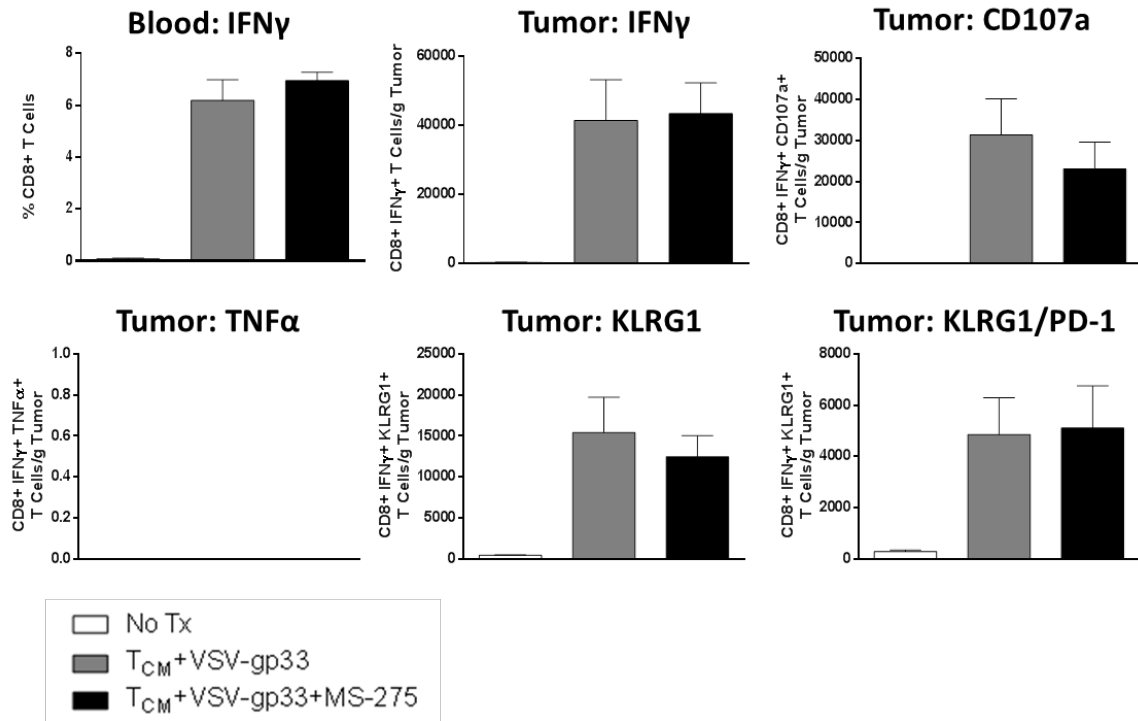 Blood: IFNγ
% CD8+ T Cells
8
6
4
2
0
Tumor: IFNγ
CD8+ IFNγ+ T Cells/g Tumor
60000
40000
20000
0
Tumor: CD107a
CD8+ IFNγ+ CD107a+
T Cells/g Tumor
50000
40000
30000
20000
10000
0
Tumor: TNFα
CD8+ IFNγ+ TNFα+
T Cells/g Tumor
1.0
0.8
0.6
0.4
0.2
0.0
Tumor: KLRG1
CD8+ IFNγ+ KLRG1+
T Cells/g Tumor
25000
20000
15000
10000
5000
0
Tumor: KLRG1/PD-1
CD8+ IFNγ+ KLRG1+
T Cells/g Tumor
8000
6000
4000
2000
0
No Tx
TCM+VSV-gp33
TCM+VSV-gp33+MS-275